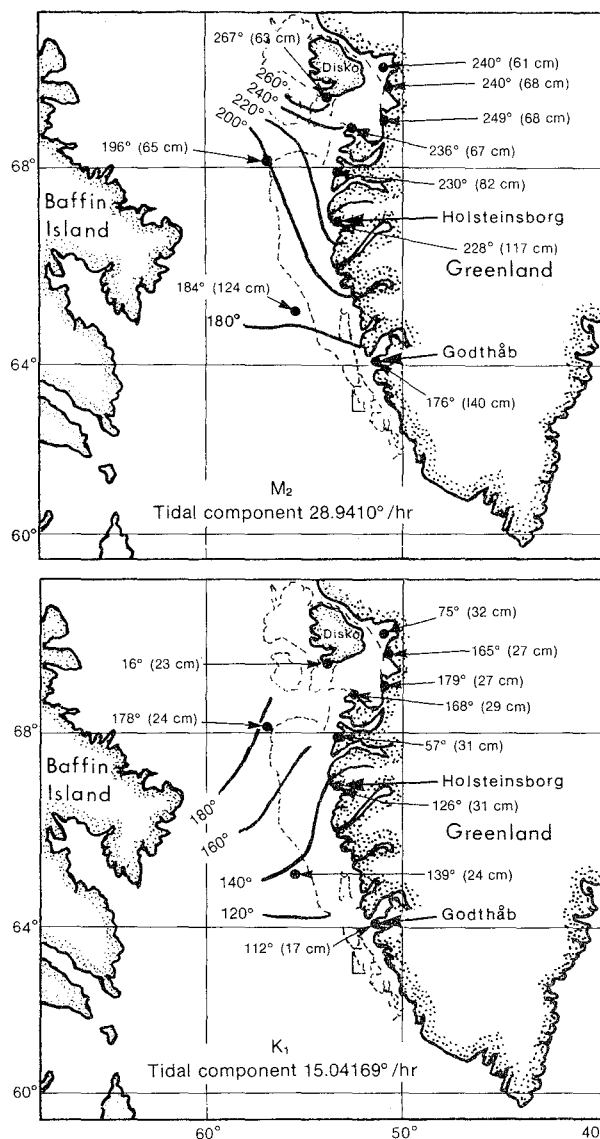 267° (63 cm)
Disko
240° (61 cm)
260°
240° (68 cm)
240°
220°
249° (68 cm)
200°
236° (67 cm)
196° (65 cm)
68°
230° (82 cm)
Baffin
Island
Holsteinsborg
228° (117 cm)
Greenland
184° (124 cm)
180°
Godthåb
64°
176° (140 cm)
M2
Tidal component 28.9410°/hr
60°
75° (32 cm)
Disko
16° (23 cm)
165° (27 cm)
179° (27 cm)
178° (24 cm)
168° (29 cm)
68°
57° (31 cm)
Baffin
Island
Holsteinsborg
180°
126° (31 cm)
160°
Greenland
140°
139° (24 cm)
120°
Godthåb
64°
112° (17 cm)
K1
Tidal component 15.04169°/hr
60°
60°
50°
40